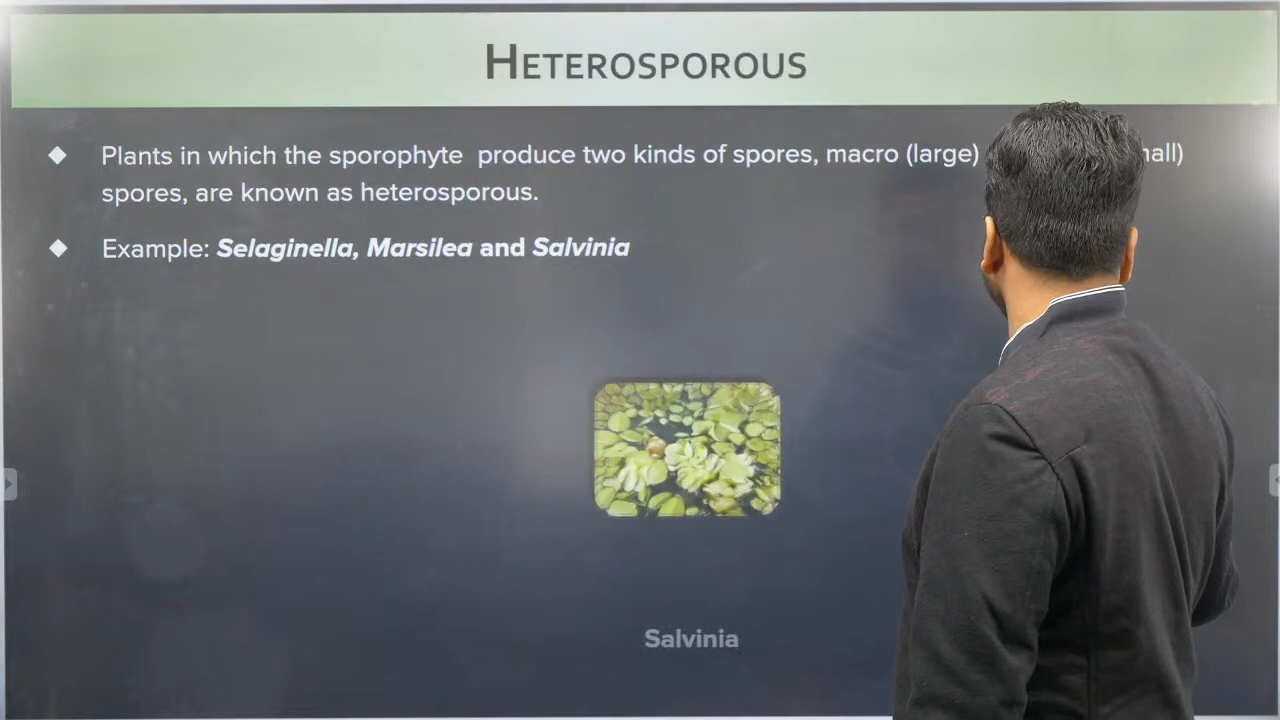 HETEROSPOROUS
Plants in which the sporophyte produce two kinds of spores, macro (large)
spores, are known as heterosporous.
Example: Selaginella, Marsilea and Salvinia
Salvinia